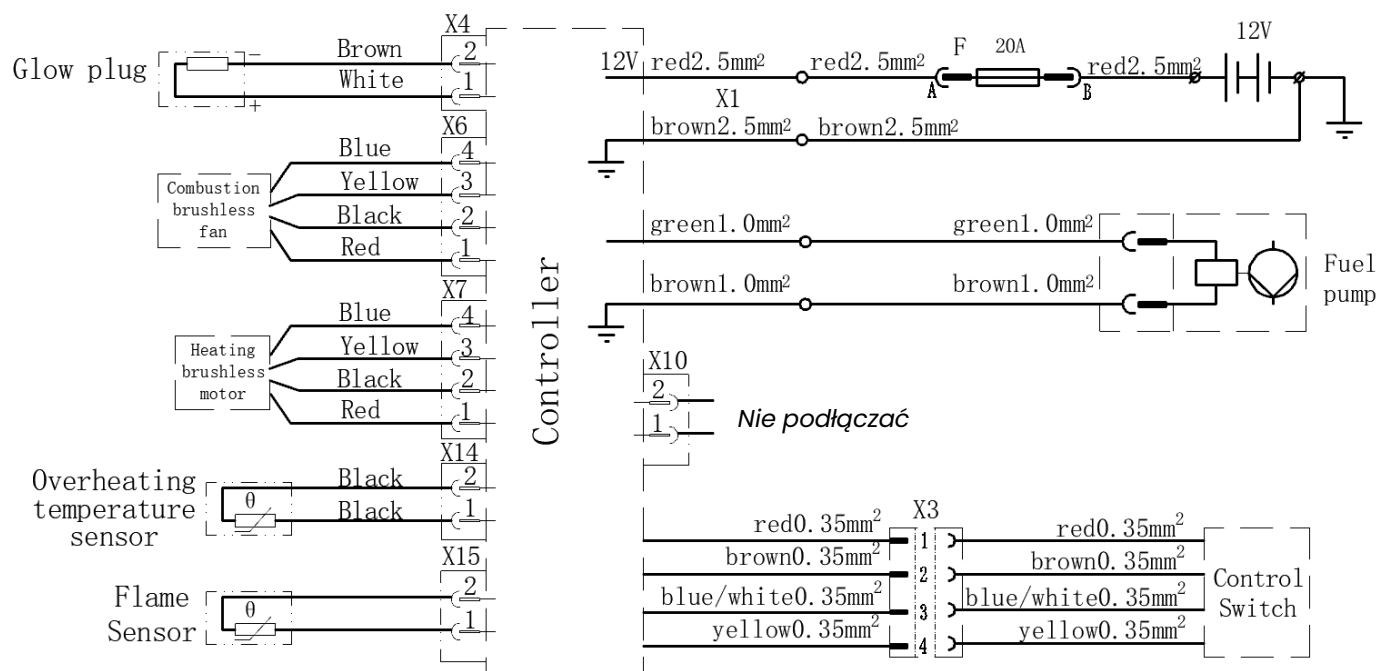 X4
Glow plug
−
+
Brown
White
2
1
X6
Combustion
brushless
fan
Blue
Yellow
Black
Red
4
3
2
1
X7
Heating
brushless
motor
Blue
Yellow
Black
Red
4
3
2
1
X14
Overheating
temperature
sensor
θ
Black
Black
2
1
X15
Flame
Sensor
θ
2
1
Controller
12V red2.5mm² red2.5mm² F 20A red2.5mm² 12V
A B
X1
brown2.5mm² brown2.5mm²
green1.0mm² green1.0mm²
brown1.0mm² brown1.0mm²
Fuel
pump
X10
2
1
Nie podłączać
X3
red0.35mm² 1 red0.35mm²
brown0.35mm² 2 brown0.35mm²
blue/white0.35mm² 3 blue/white0.35mm²
yellow0.35mm² 4 yellow0.35mm²
Control
Switch